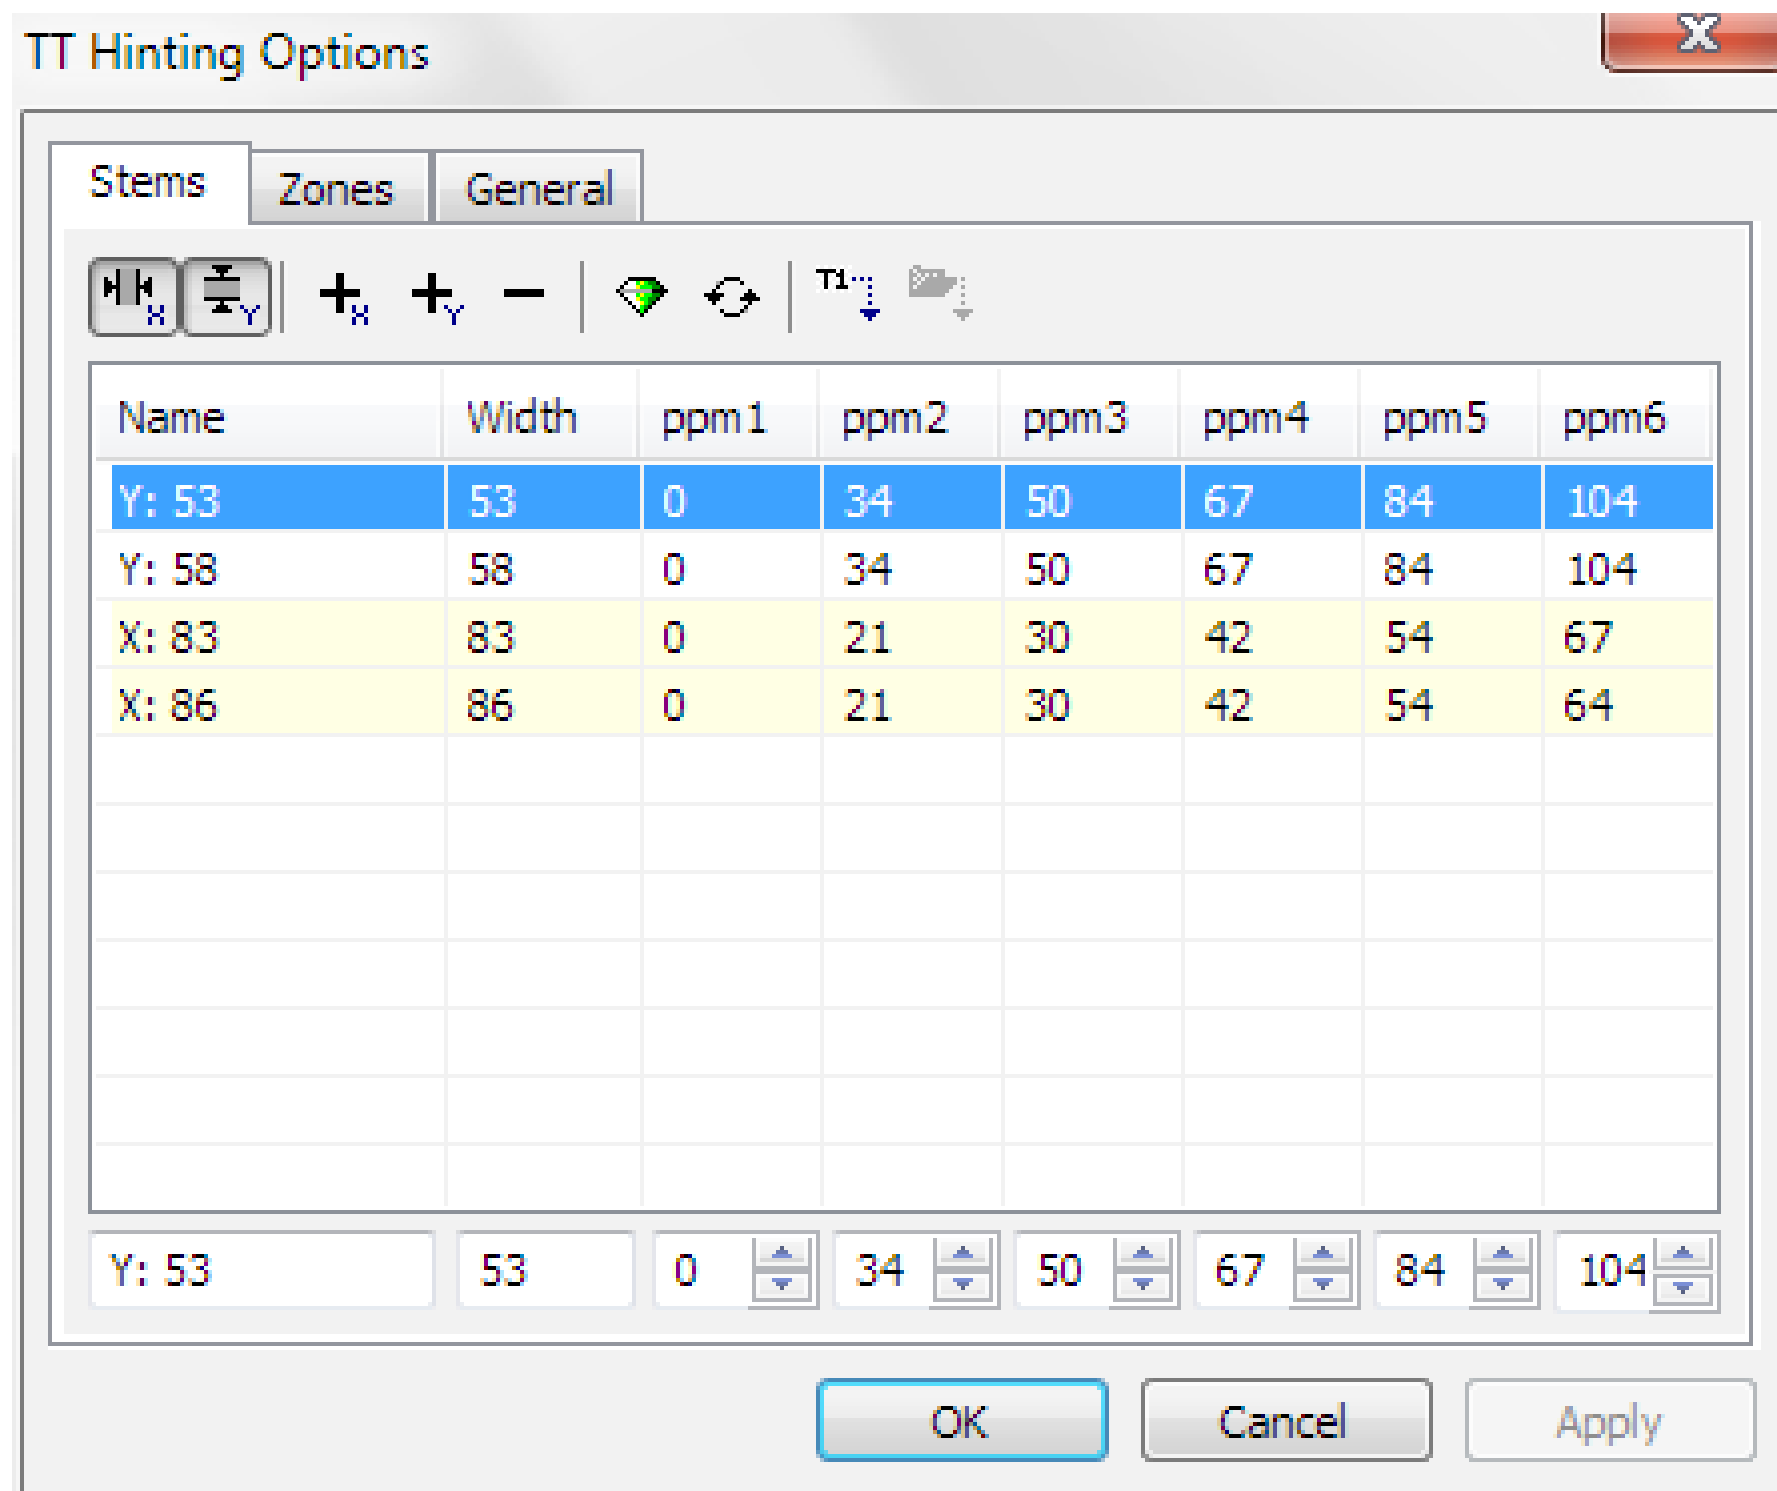 TT Hinting Options
Stems Zones General
X Y X Y T1
Name Width ppm1 ppm2 ppm3 ppm4 ppm5 ppm6
Y: 53 53 0 34 50 67 84 104
Y: 58 58 0 34 50 67 84 104
X: 83 83 0 21 30 42 54 67
X: 86 86 0 21 30 42 54 64
Y: 53 53 0 34 50 67 84 104
OK Cancel Apply